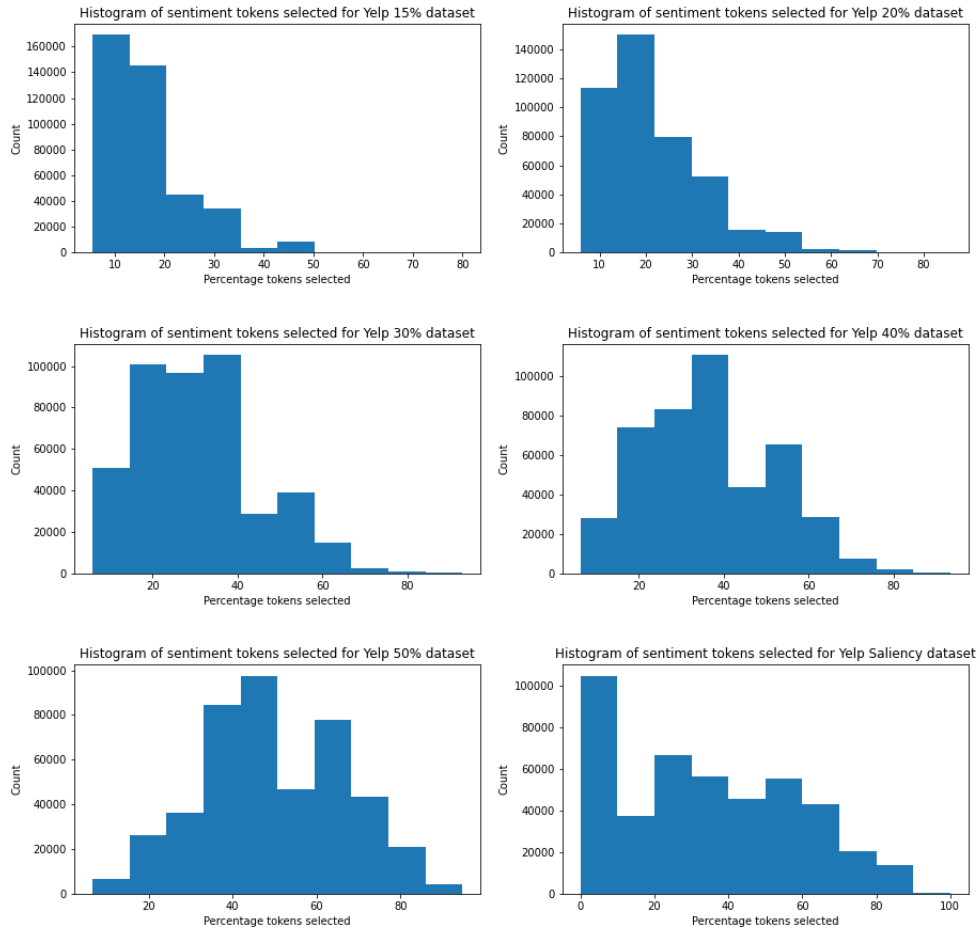 Histogram of sentiment tokens selected for Yelp 15% dataset
160000
140000
120000
100000
80000
60000
40000
20000
0
Count
10 20 30 40 50 60 70 80
Percentage tokens selected
Histogram of sentiment tokens selected for Yelp 20% dataset
140000
120000
100000
80000
60000
40000
20000
0
Count
10 20 30 40 50 60 70 80
Percentage tokens selected
Histogram of sentiment tokens selected for Yelp 30% dataset
100000
80000
60000
40000
20000
0
Count
20 40 60 80
Percentage tokens selected
Histogram of sentiment tokens selected for Yelp 40% dataset
100000
80000
60000
40000
20000
0
Count
20 40 60 80
Percentage tokens selected
Histogram of sentiment tokens selected for Yelp 50% dataset
100000
80000
60000
40000
20000
0
Count
20 40 60 80
Percentage tokens selected
Histogram of sentiment tokens selected for Yelp Saliency dataset
100000
80000
60000
40000
20000
0
Count
0 20 40 60 80 100
Percentage tokens selected